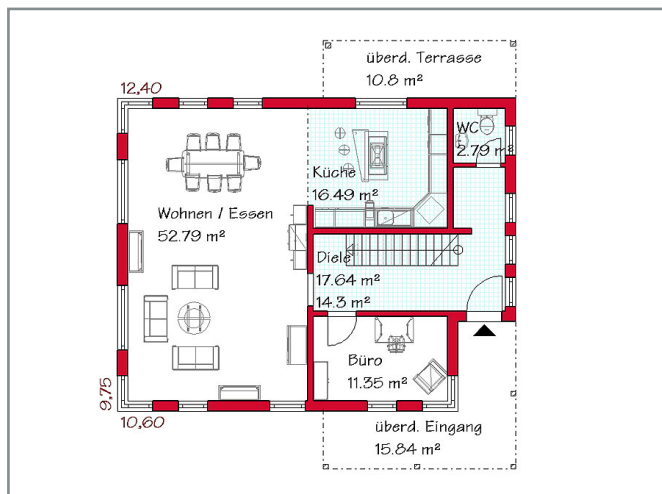 überd. Terrasse
10.8 m²
12,40
WC
2.79 m²
Küche
16.49 m²
Wohnen / Essen
52.79 m²
Diele
17.64 m²
14.3 m²
Büro
11.35 m²
9,75
10,60
überd. Eingang
15.84 m²